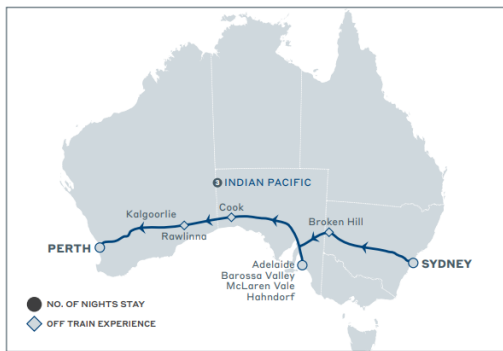 3 INDIAN PACIFIC
Cook
Kalgoorlie
Broken Hill
Rawlinna
PERTH
SYDNEY
Adelaide
Barossa Valley
McLaren Vale
Hahndorf
NO. OF NIGHTS STAY
OFF TRAIN EXPERIENCE